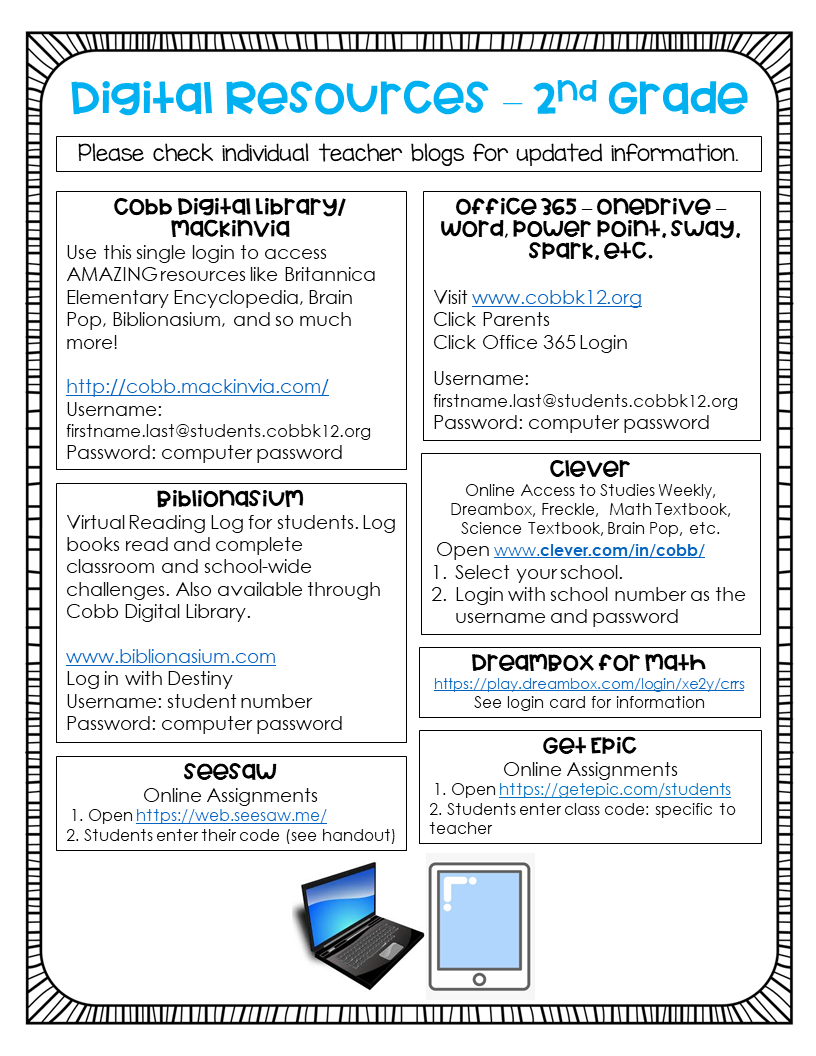 Digital Resources – 2nd Grade
Please check individual teacher blogs for updated information.
Cobb Digital Library/
Mackinvia
Use this single login to access
AMAZING resources like Britannica
Elementary Encyclopedia, Brain
Pop, Biblionasium, and so much
more!
http://cobb.mackinvia.com/
Username:
firstname.last@students.cobbk12.org
Password: computer password
Biblionasium
Virtual Reading Log for students. Log
books read and complete
classroom and school-wide
challenges. Also available through
Cobb Digital Library.
www.biblionasium.com
Log in with Destiny
Username: student number
Password: computer password
Seesaw
Online Assignments
1. Open https://web.seesaw.me/
2. Students enter their code (see handout)
Office 365 – OneDrive –
Word, Power Point, Sway,
Spark, etc.
Visit www.cobbk12.org
Click Parents
Click Office 365 Login
Username:
firstname.last@students.cobbk12.org
Password: computer password
Clever
Online Access to Studies Weekly,
Dreambox, Freckle, Math Textbook,
Science Textbook, Brain Pop, etc.
Open www.clever.com/in/cobb/
1. Select your school.
2. Login with school number as the
username and password
DreamBox for Math
https://play.dreambox.com/login/xe2y/crrs
See login card for information
Get Epic
Online Assignments
1. Open https://getepic.com/students
2. Students enter class code: specific to
teacher